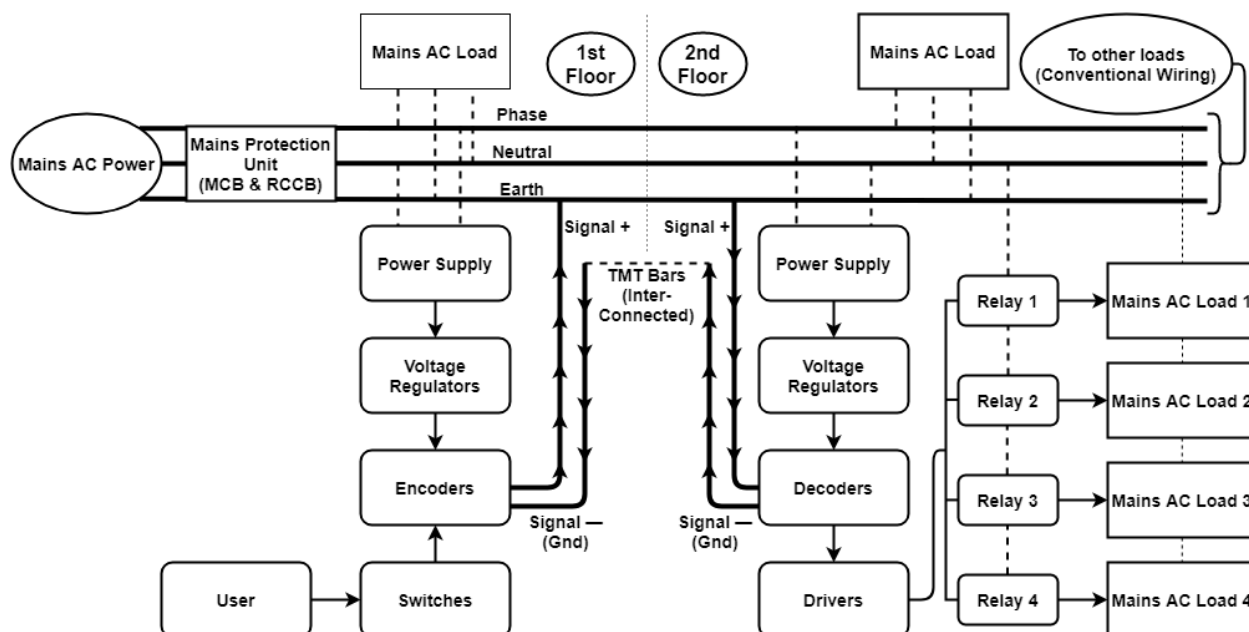 Mains AC Load
1st
Floor
2nd
Floor
Mains AC Load
To other loads
(Conventional Wiring)
Phase
Mains AC Power
Mains Protection
Unit
(MCB & RCCB)
Neutral
Earth
Signal +
Signal +
Power Supply
TMT Bars
(Inter-
Connected)
Power Supply
Relay 1
Mains AC Load 1
Voltage
Regulators
Voltage
Regulators
Relay 2
Mains AC Load 2
Encoders
Decoders
Relay 3
Mains AC Load 3
Signal —
(Gnd)
Signal —
(Gnd)
User
Switches
Drivers
Relay 4
Mains AC Load 4